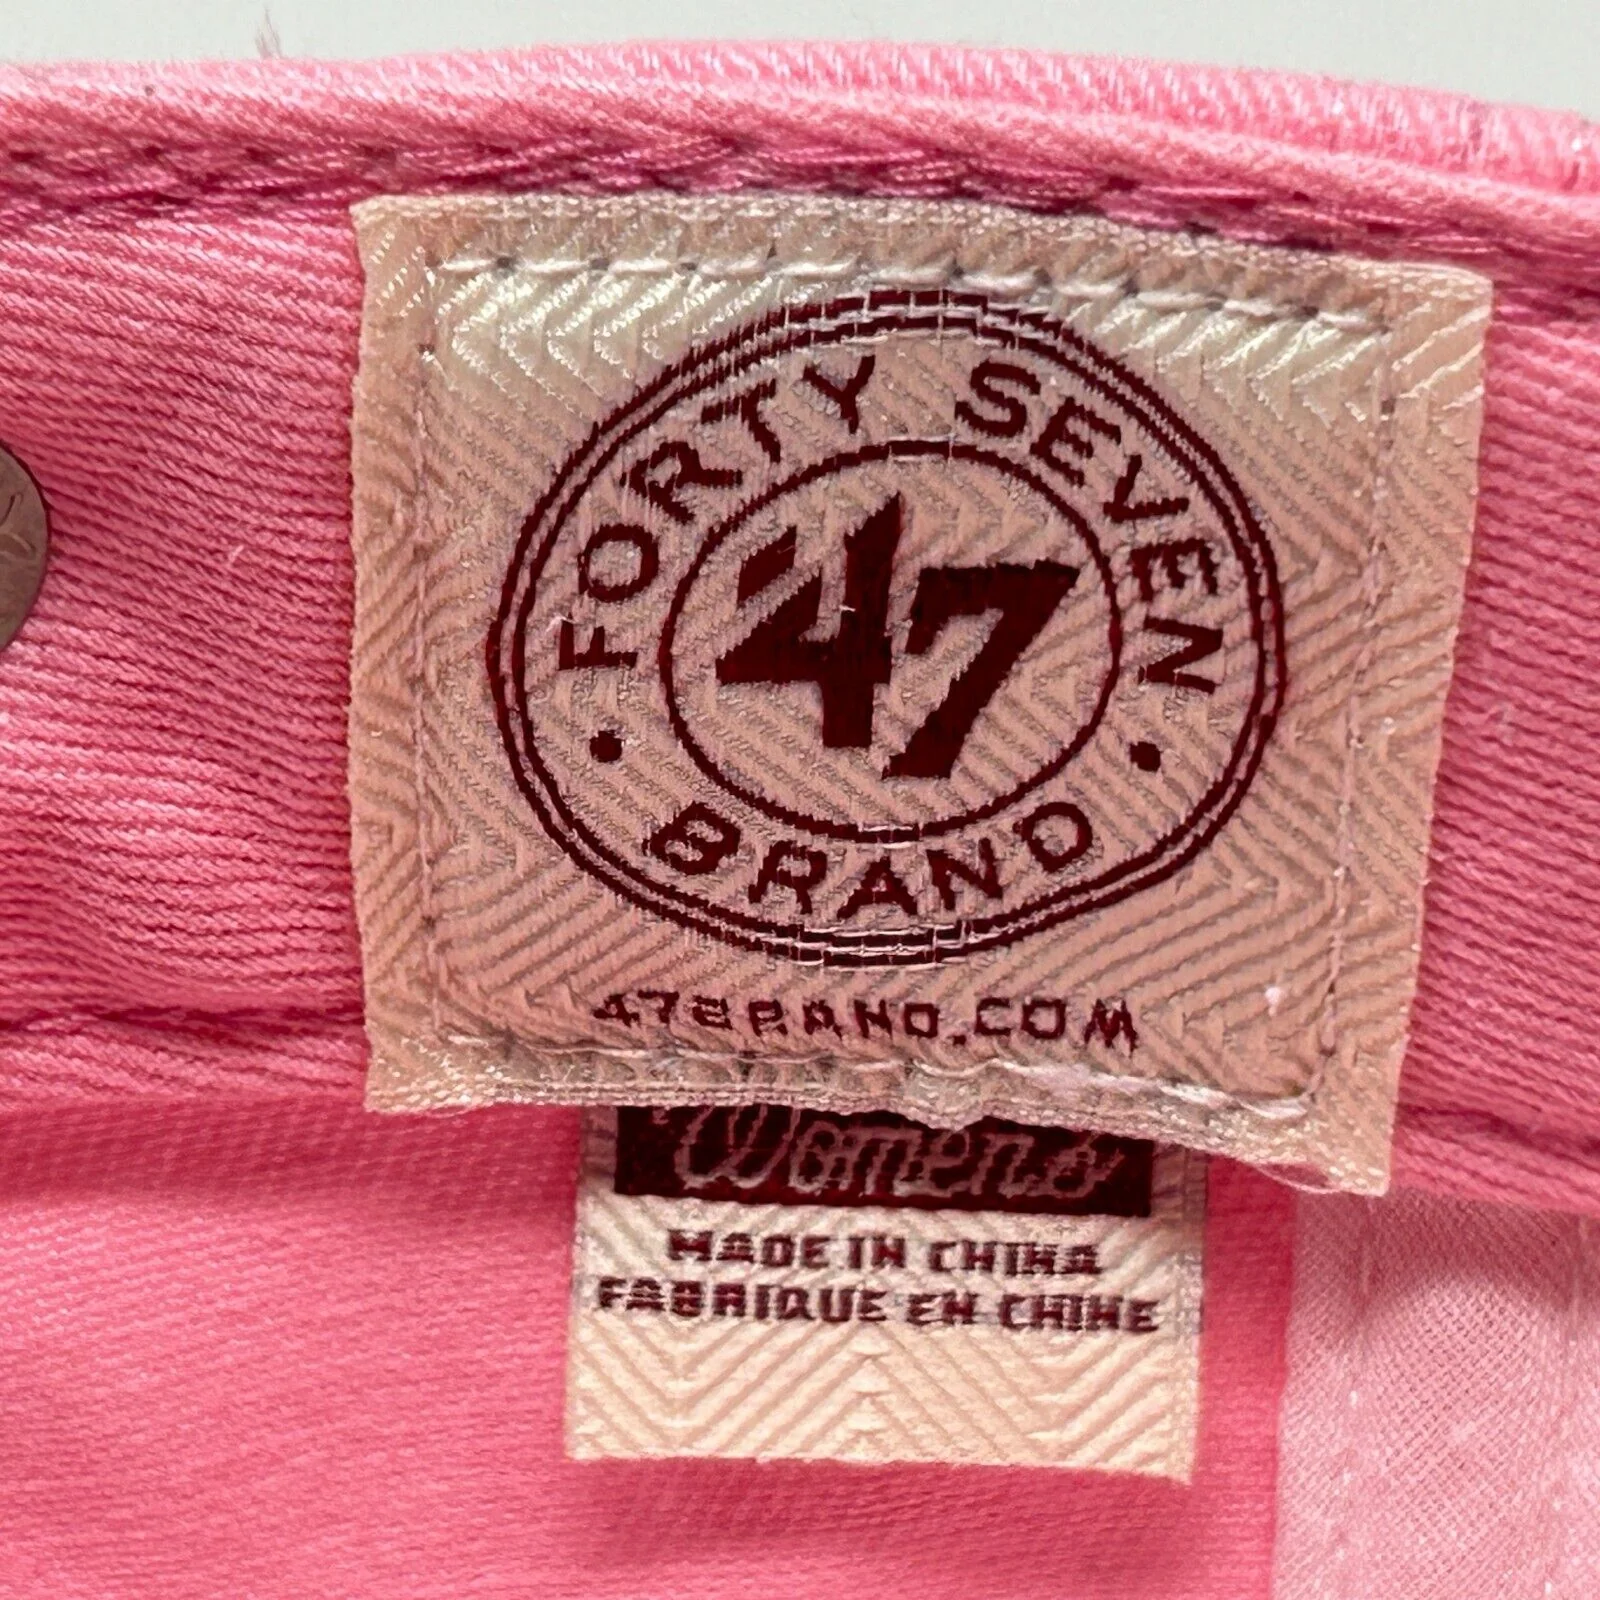 FORTY SEVEN
47
BRAND
47BRAND.COM
Women's
MADE IN CHINA
FABRIQUE EN CHINE